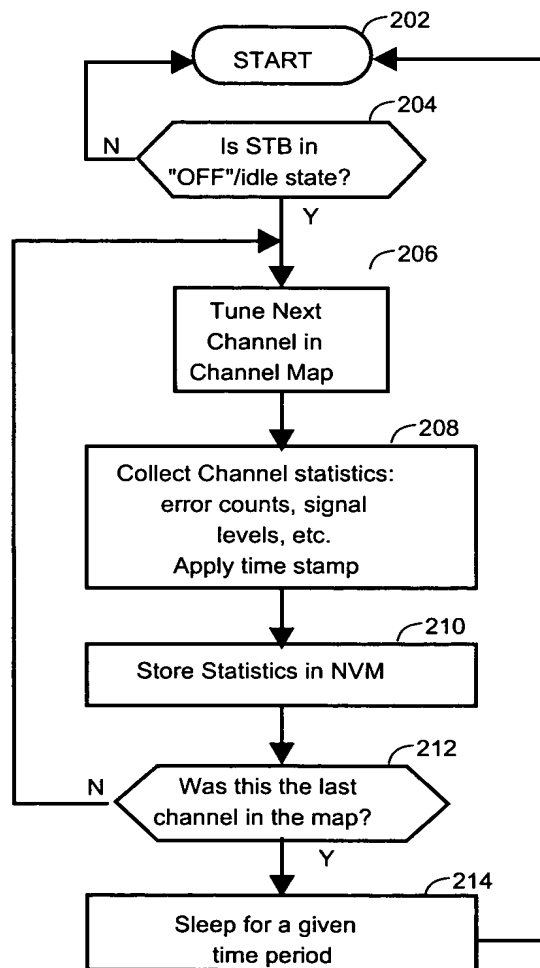 202
START
204
N
Is STB in
"OFF"/idle state?
Y
206
Tune Next
Channel in
Channel Map
208
Collect Channel statistics:
error counts, signal
levels, etc.
Apply time stamp
210
Store Statistics in NVM
212
N
Was this the last
channel in the map?
Y
214
Sleep for a given
time period